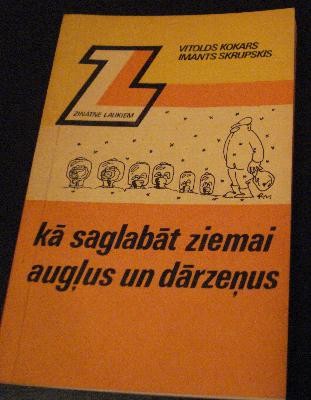 VITOLDS KOKARS
IMANTS SKRUPSKIS
ZINĀTNE LAUKIEM
kā saglabāt ziemai
augļus un dārzeņus